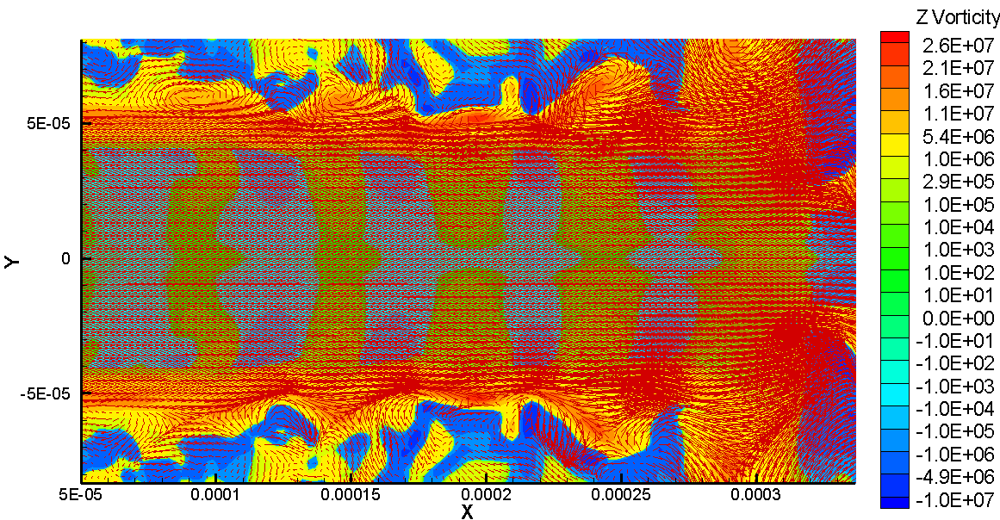 Z Vorticity
2.6E+07
2.1E+07
1.6E+07
1.1E+07
5.4E+06
1.0E+06
2.9E+05
1.0E+05
1.0E+04
1.0E+03
1.0E+02
1.0E+01
0.0E+00
-1.0E+01
-1.0E+02
-1.0E+03
-1.0E+04
-1.0E+05
-1.0E+06
-4.9E+06
-1.0E+07
5E-05
0
-5E-05
Y
5E-05 0.0001 0.00015 0.0002 0.00025 0.0003
X